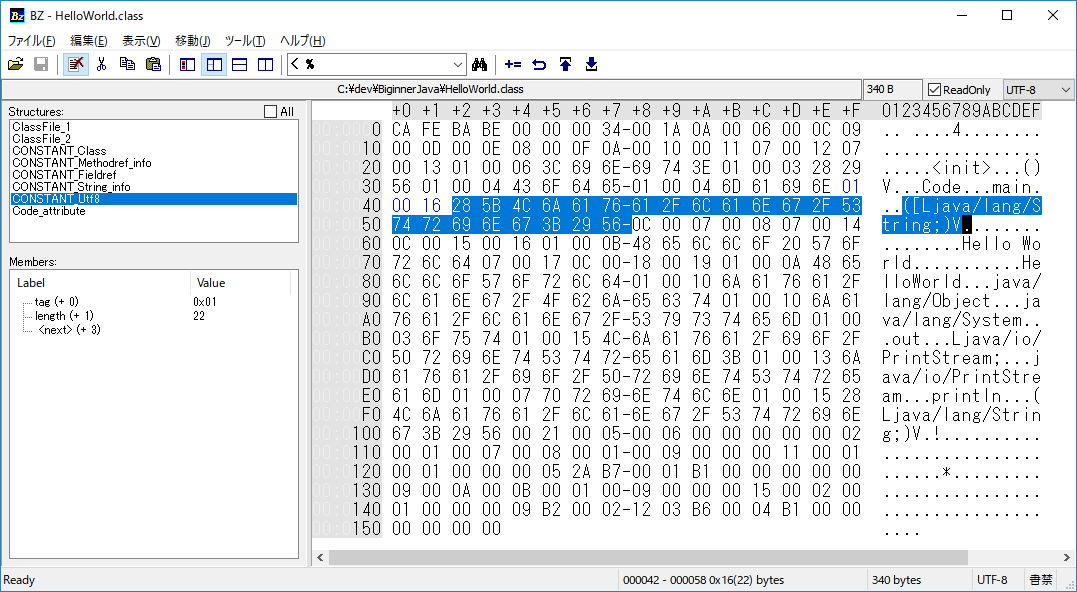 BZ - HelloWorld.class
ファイル(F) 編集(E) 表示(V) 移動(J) ツール(T) ヘルプ(H)
< %
C:¥dev¥BiginnerJava¥HelloWorld.class 340 B ReadOnly UTF-8
Structures: All
ClassFile_1
ClassFile_2
CONSTANT_Class
CONSTANT_Methodref_info
CONSTANT_Fieldref
CONSTANT_String_info
CONSTANT_Utf8
Code_attribute
Members:
Label Value
tag (+ 0) 0x01
length (+ 1) 22
<next> (+ 3)
+0 +1 +2 +3 +4 +5 +6 +7 +8 +9 +A +B +C +D +E +F 0123456789ABCDEF
0 CA FE BA BE 00 00 00 34-00 1A 0A 00 06 00 0C 09 .. ....4........
10 00 0D 00 0E 08 00 0F 0A-00 10 00 11 07 00 12 07 ................
20 00 13 01 00 06 3C 69 6E-69 74 3E 01 00 03 28 29 .....<init>...()
30 56 01 00 04 43 6F 64 65-01 00 04 6D 61 69 6E 01 V...Code...main.
40 00 16 28 5B 4C 6A 61 76-61 2F 6C 61 6E 67 2F 53 ..([Ljava/lang/S
50 74 72 69 6E 67 3B 29 56-0C 00 07 00 08 07 00 14 tring;)V........
60 0C 00 15 00 16 01 00 0B-48 65 6C 6C 6F 20 57 6F ........Hello Wo
70 72 6C 64 07 00 17 0C 00-18 00 19 01 00 0A 48 65 rld...........He
80 6C 6C 6F 57 6F 72 6C 64-01 00 10 6A 61 76 61 2F lloWorld...java/
90 6C 61 6E 67 2F 4F 62 6A-65 63 74 01 00 10 6A 61 lang/Object...ja
A0 76 61 2F 6C 61 6E 67 2F-53 79 73 74 65 6D 01 00 va/lang/System..
B0 03 6F 75 74 01 00 15 4C-6A 61 76 61 2F 69 6F 2F .out...Ljava/io/
C0 50 72 69 6E 74 53 74 72-65 61 6D 3B 01 00 13 6A PrintStream;...j
D0 61 76 61 2F 69 6F 2F 50-72 69 6E 74 53 74 72 65 ava/io/PrintStre
E0 61 6D 01 00 07 70 72 69-6E 74 6C 6E 01 00 15 28 am...println...(
F0 4C 6A 61 76 61 2F 6C 61-6E 67 2F 53 74 72 69 6E Ljava/lang/Strin
100 67 3B 29 56 00 21 00 05-00 06 00 00 00 00 00 02 g;)V.!..........
110 00 01 00 07 00 08 00 01-00 09 00 00 00 11 00 01 ................
120 00 01 00 00 00 05 2A B7-00 01 B1 00 00 00 00 00 ......*.........
130 09 00 0A 00 0B 00 01 00-09 00 00 00 15 00 02 00 ................
140 01 00 00 00 09 B2 00 02-12 03 B6 00 04 B1 00 00 ................
150 00 00 00 00 ....
Ready 000042 - 000058 0x16(22) bytes 340 bytes UTF-8 書禁